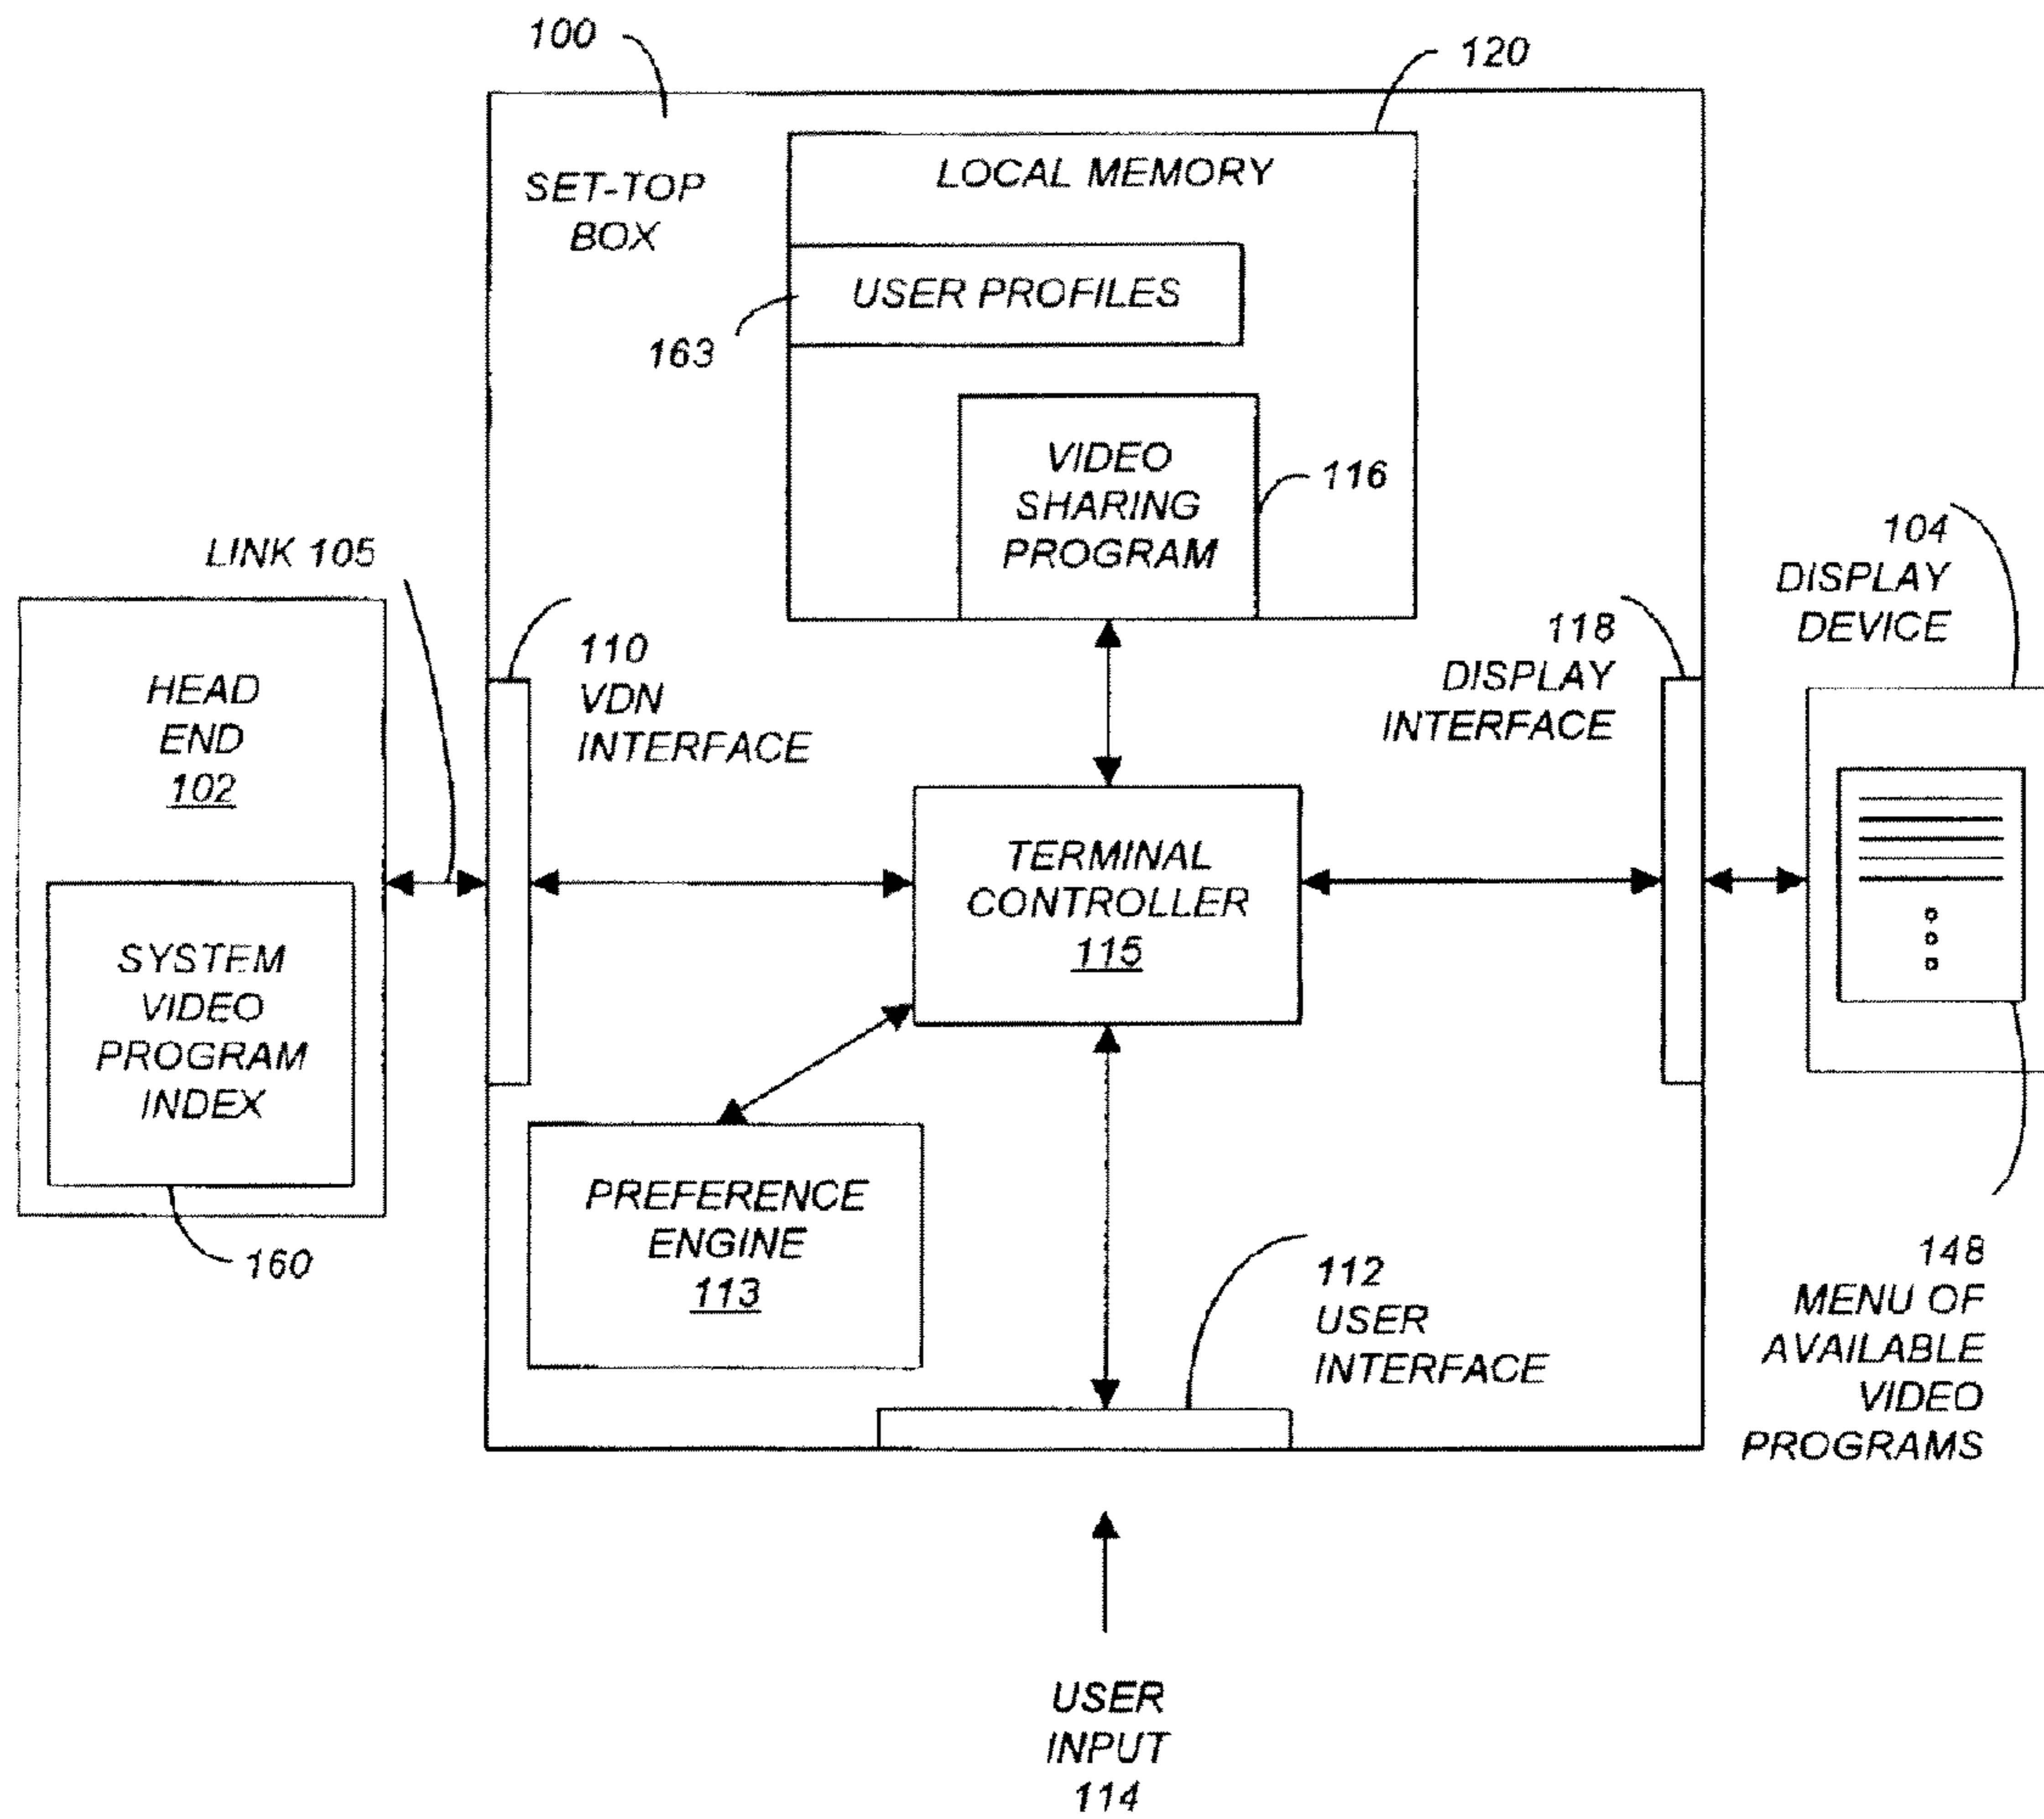 100
120
SET-TOP
BOX
LOCAL MEMORY
USER PROFILES
163
VIDEO
SHARING
PROGRAM
116
LINK 105
104
DISPLAY
DEVICE
110
VDN
INTERFACE
118
DISPLAY
INTERFACE
HEAD
END
102
TERMINAL
CONTROLLER
115
SYSTEM
VIDEO
PROGRAM
INDEX
160
PREFERENCE
ENGINE
113
112
USER
INTERFACE
148
MENU OF
AVAILABLE
VIDEO
PROGRAMS
USER
INPUT
114